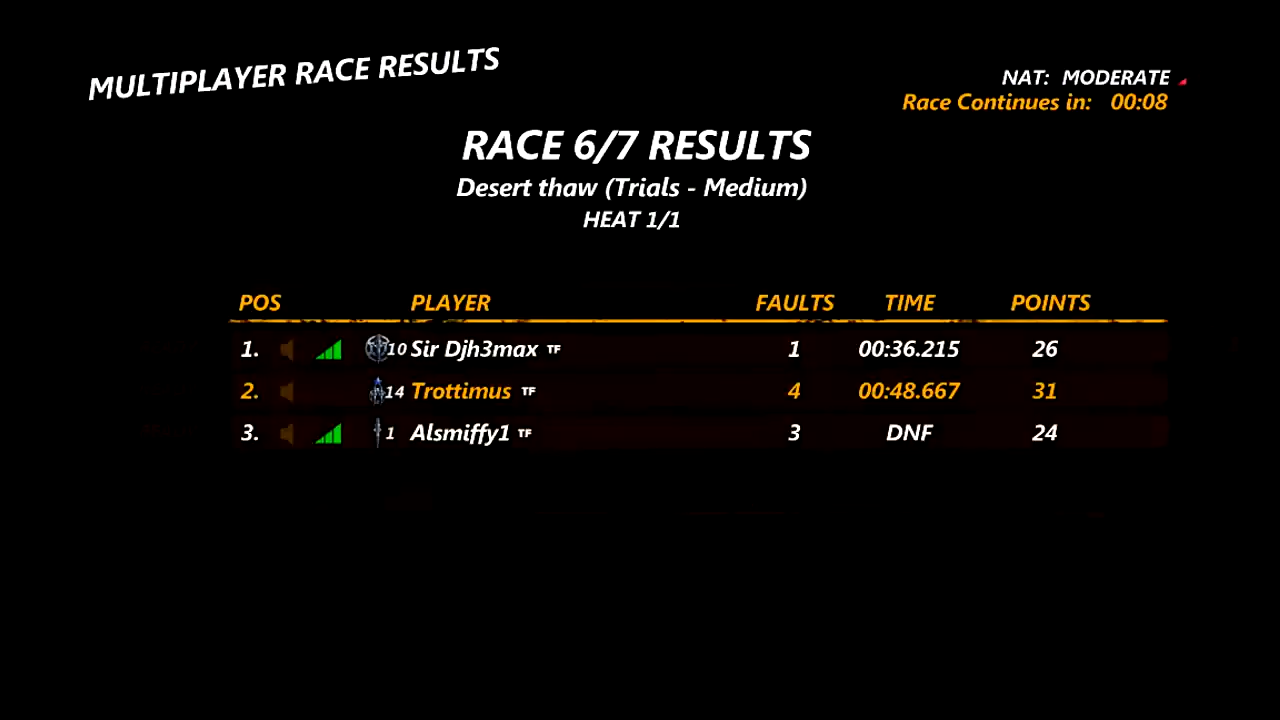 MULTIPLAYER RACE RESULTS
NAT: MODERATE
Race Continues in: 00:08
RACE 6/7 RESULTS
Desert thaw (Trials - Medium)
HEAT 1/1
POS PLAYER FAULTS TIME POINTS
1. 10 Sir Djh3max TF 1 00:36.215 26
2. 14 Trottimus TF 4 00:48.667 31
3. 1 Alsmiffy1 TF 3 DNF 24